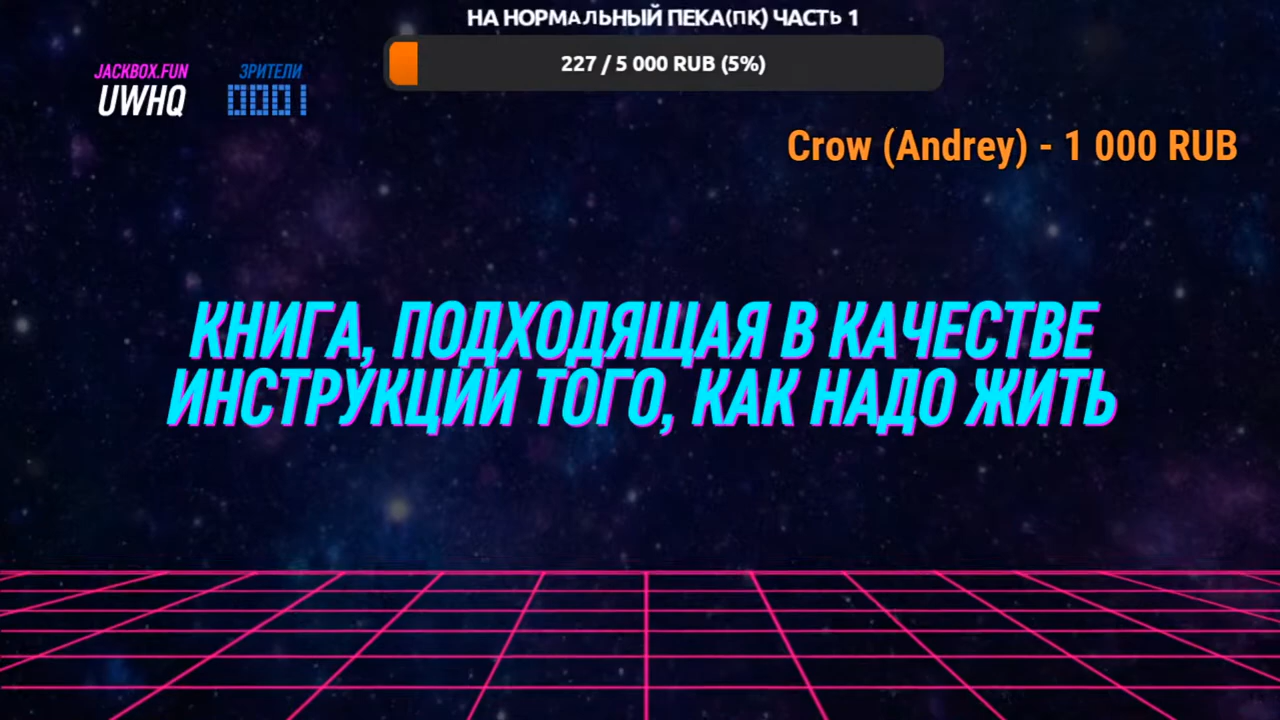 НА НОРМАЛЬНЫЙ ПЕКА(ПК) ЧАСТЬ 1
227 / 5 000 RUB (5%)
JACKBOX.FUN
UWHQ
ЗРИТЕЛИ
0001
Crow (Andrey) - 1 000 RUB
КНИГА, ПОДХОДЯЩАЯ В КАЧЕСТВЕ
ИНСТРУКЦИИ ТОГО, КАК НАДО ЖИТЬ